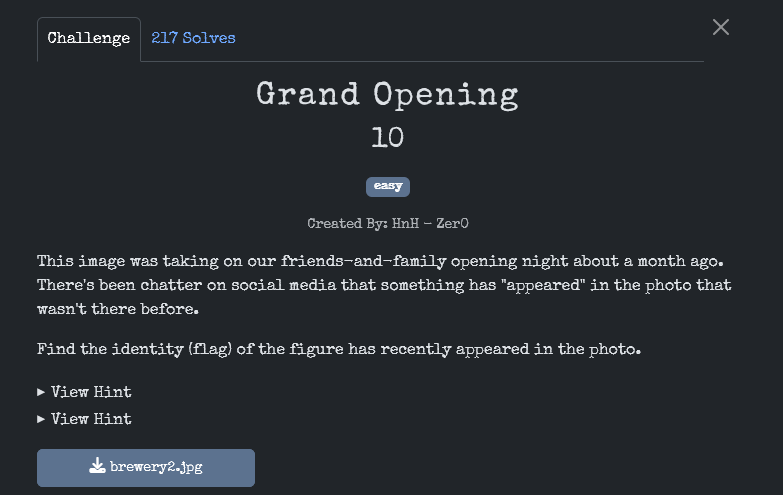 Challenge
217 Solves
Grand Opening
10
easy
Created By: HnH - Zer0
This image was taking on our friends-and-family opening night about a month ago.
There's been chatter on social media that something has "appeared" in the photo that
wasn't there before.
Find the identity (flag) of the figure has recently appeared in the photo.
View Hint
View Hint
brewery2.jpg